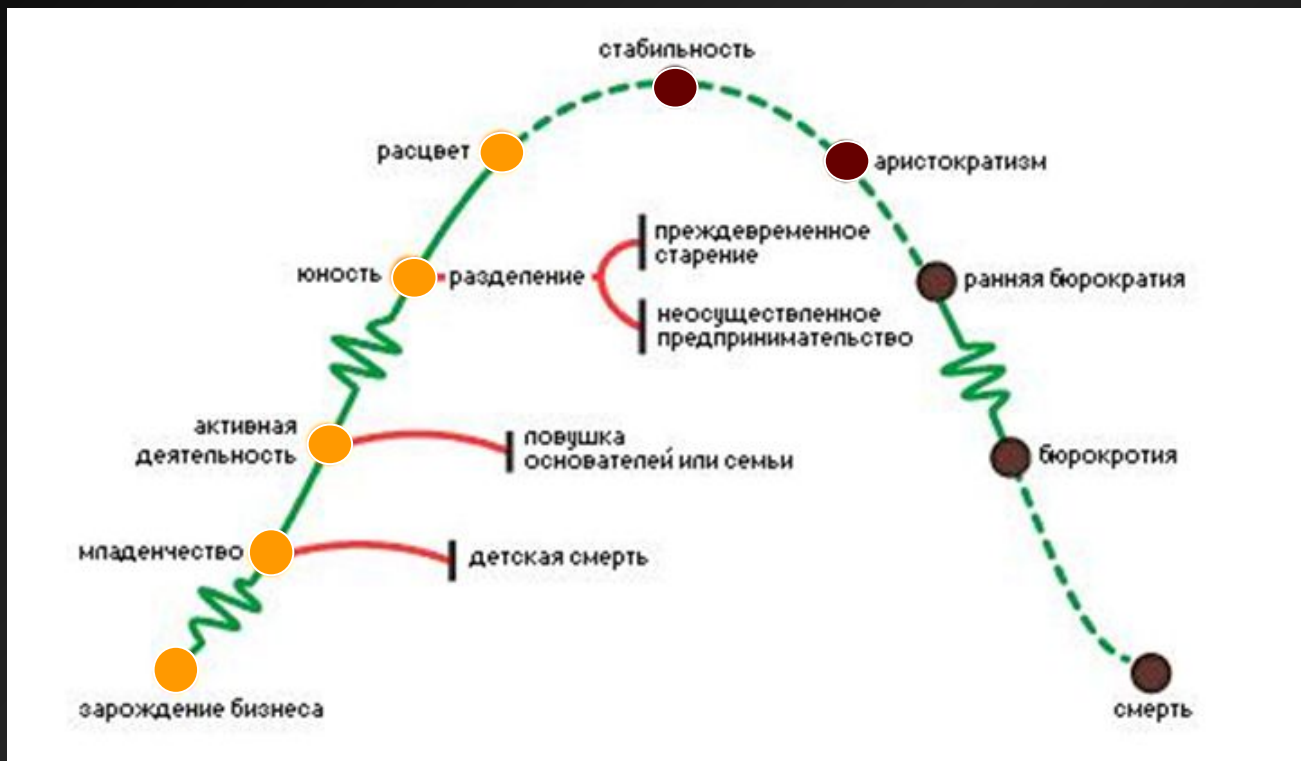 стабильность
расцвет
аристократизм
преждевременное
старение
юность
разделение
ранняя бюрократия
неосуществленное
предпринимательство
активная
деятельность
ловушка
основателей или семьи
бюрокротия
младенчество
детская смерть
зарождение бизнеса
смерть